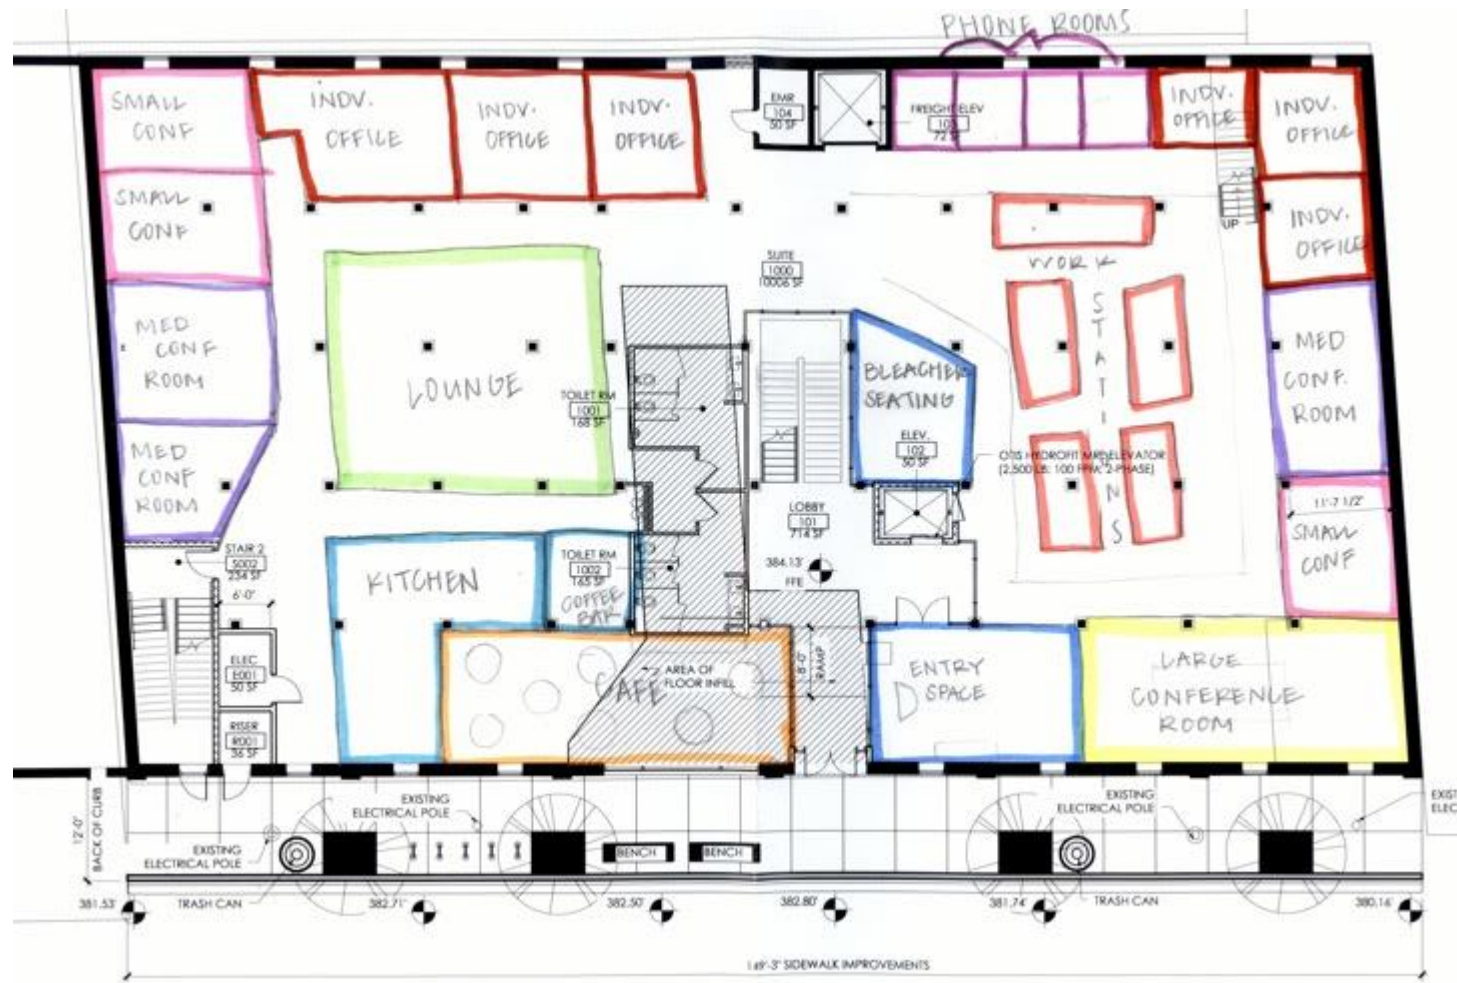 PHONE ROOMS
SMALL
CONF
INDV.
OFFICE
INDV.
OFFICE
INDV.
OFFICE
EMR
104
50 SF
FREIGHT ELEV
103
72 SF
INDV.
OFFICE
INDV.
OFFICE
SMALL
CONF
INDV.
OFFICE
UP
SUITE
1000
10006 SF
WORK
STATIONS
MED
CONF
ROOM
LOUNGE
TOILET RM
1001
168 SF
BLEACHER
SEATING
ELEV.
102
50 SF
OTIS HYDROFIT MRL ELEVATOR
(2,500 LB; 100 FPM; 2-PHASE)
MED
CONF.
ROOM
MED
CONF
ROOM
LOBBY
101
714 SF
384.13'
FFE
11'-7 1/2"
SMALL
CONF
STAIR 2
S002
234 SF
6'-0"
KITCHEN
TOILET RM
1002
165 SF
COFFEE
BAR
ELEC
E001
50 SF
RISER
R001
36 SF
CAFE
AREA OF
FLOOR INFILL
8'-0"
RAMP
ENTRY
SPACE
LARGE
CONFERENCE
ROOM
12'-0"
BACK OF CURB
EXISTING
ELECTRICAL POLE
EXISTING
ELECTRICAL POLE
BENCH
BENCH
EXISTING
ELECTRICAL POLE
EXIST
ELEC
381.53'
TRASH CAN
382.71'
382.50'
382.80'
381.74'
TRASH CAN
380.16'
149'-3" SIDEWALK IMPROVEMENTS